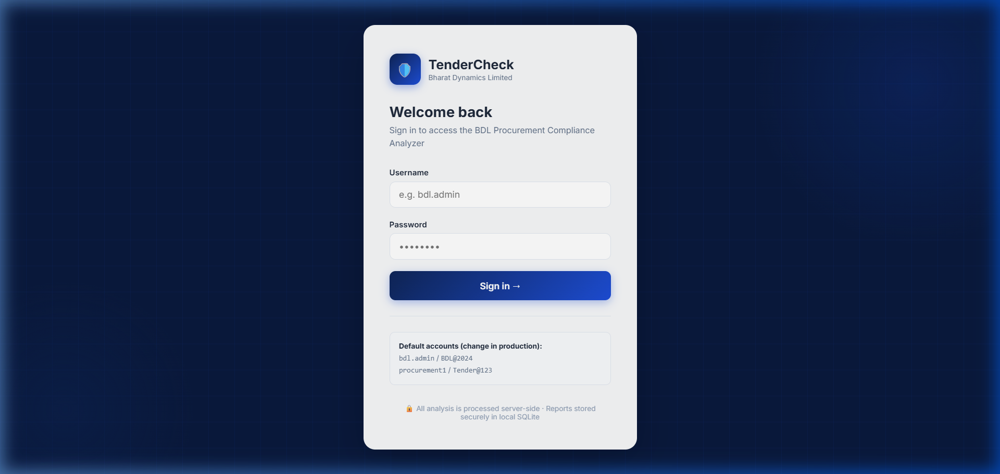 TenderCheck
Bharat Dynamics Limited
Welcome back
Sign in to access the BDL Procurement Compliance
Analyzer
Username
e.g. bdl.admin
Password
••••••••
Sign in →
Default accounts (change in production):
bdl.admin / BDL@2024
procurement1 / Tender@123
🔒 All analysis is processed server-side · Reports stored
securely in local SQLite